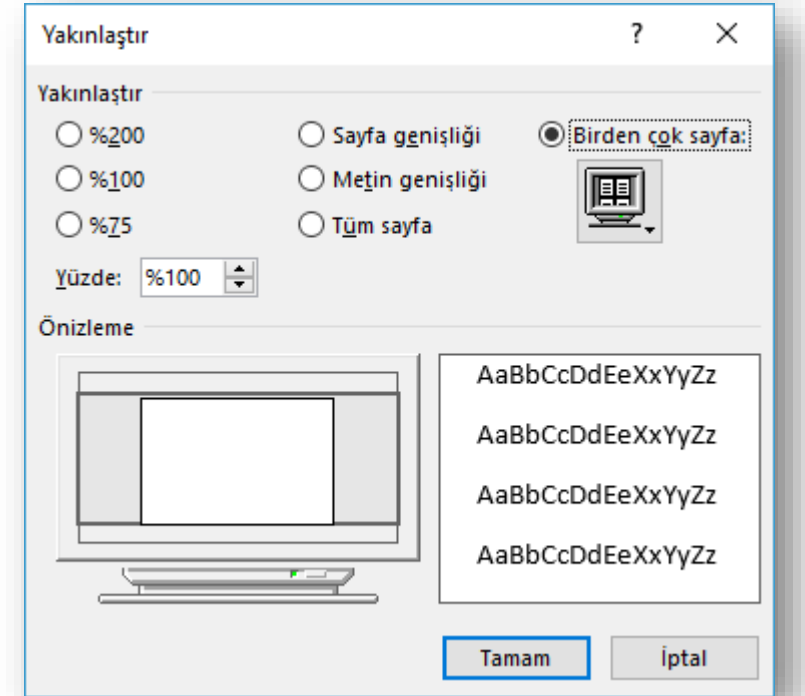 Yakınlaştır ?
Yakınlaştır
%200 Sayfa genişliği Birden çok sayfa:
%100 Metin genişliği
%75 Tüm sayfa
Yüzde: %100
Önizleme
AaBbCcDdEeXxYyZz
AaBbCcDdEeXxYyZz
AaBbCcDdEeXxYyZz
AaBbCcDdEeXxYyZz
Tamam İptal